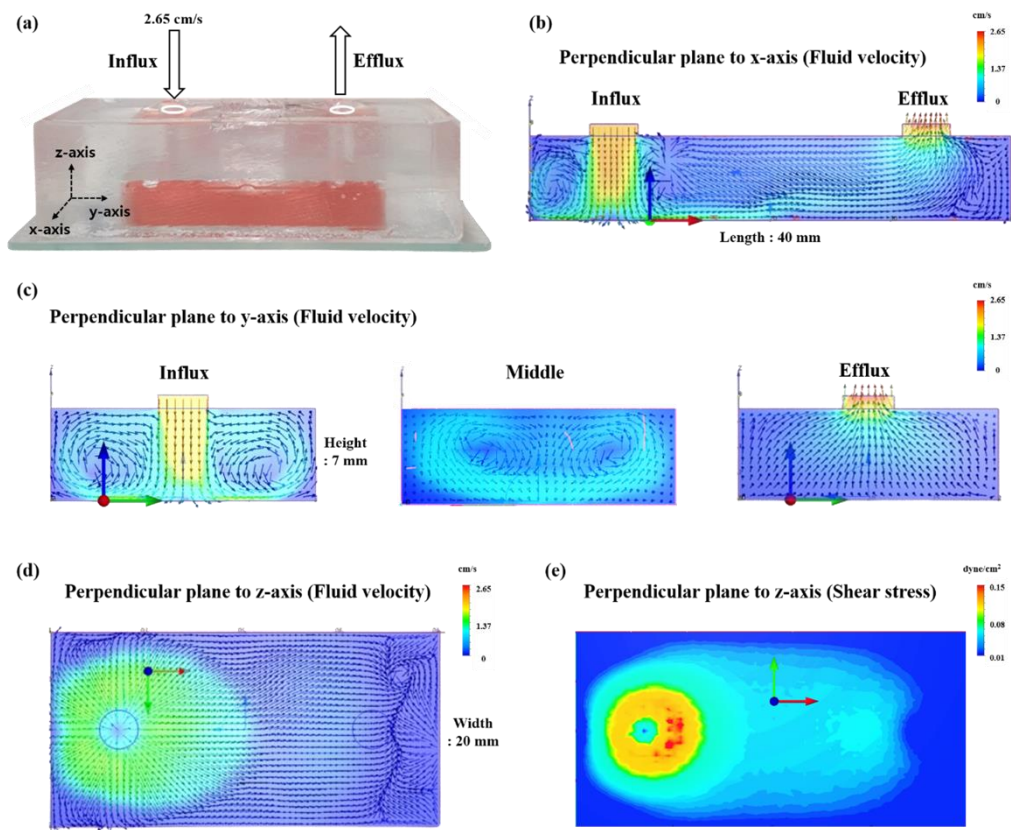 (a)
2.65 cm/s
Influx
Efflux
z-axis
y-axis
x-axis
(b)
cm/s
2.65
1.37
0
Perpendicular plane to x-axis (Fluid velocity)
Influx
Efflux
Length : 40 mm
(c)
cm/s
2.65
1.37
0
Perpendicular plane to y-axis (Fluid velocity)
Influx
Middle
Efflux
Height
: 7 mm
(d)
cm/s
2.65
1.37
0
Perpendicular plane to z-axis (Fluid velocity)
Width
: 20 mm
(e)
dyne/cm²
0.15
0.08
0.01
Perpendicular plane to z-axis (Shear stress)